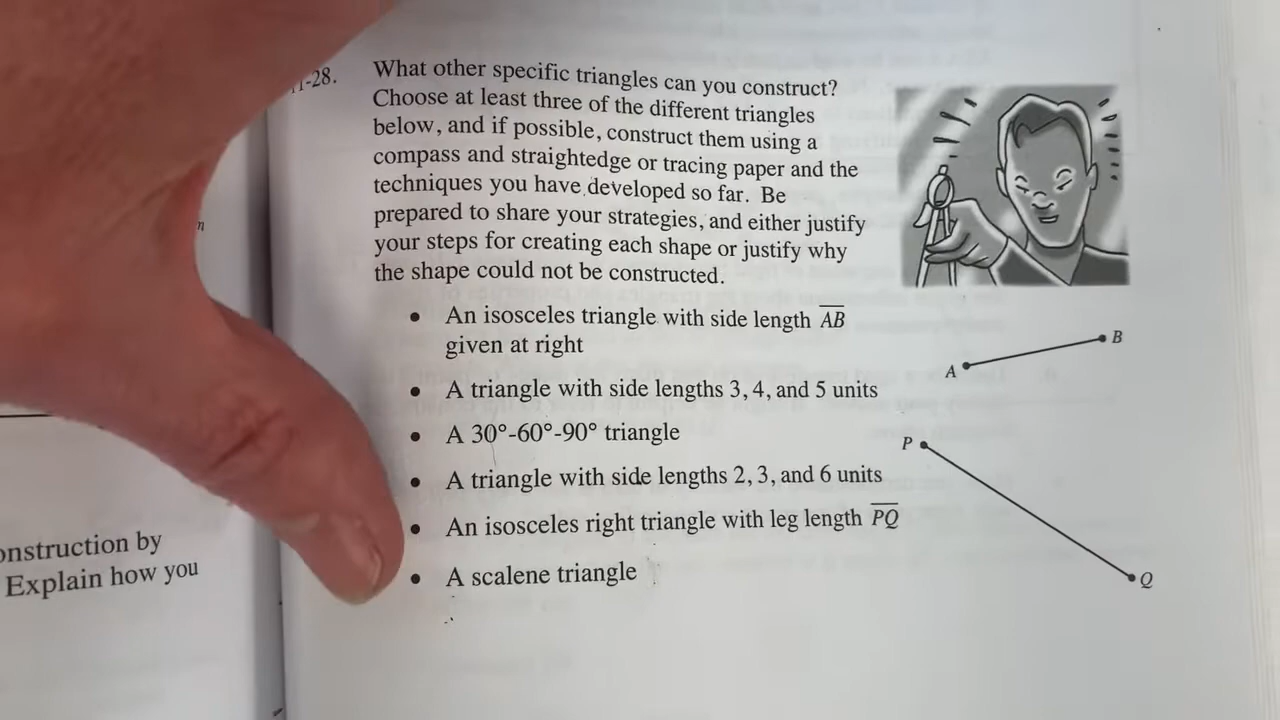 n
onstruction by
Explain how you
11-28.
What other specific triangles can you construct?
Choose at least three of the different triangles
below, and if possible, construct them using a
compass and straightedge or tracing paper and the
techniques you have developed so far. Be
prepared to share your strategies, and either justify
your steps for creating each shape or justify why
the shape could not be constructed.
• An isosceles triangle with side length A̅B̅
given at right
• A triangle with side lengths 3, 4, and 5 units
• A 30°-60°-90° triangle
• A triangle with side lengths 2, 3, and 6 units
• An isosceles right triangle with leg length P̅Q̅
• A scalene triangle
B
A
P
Q